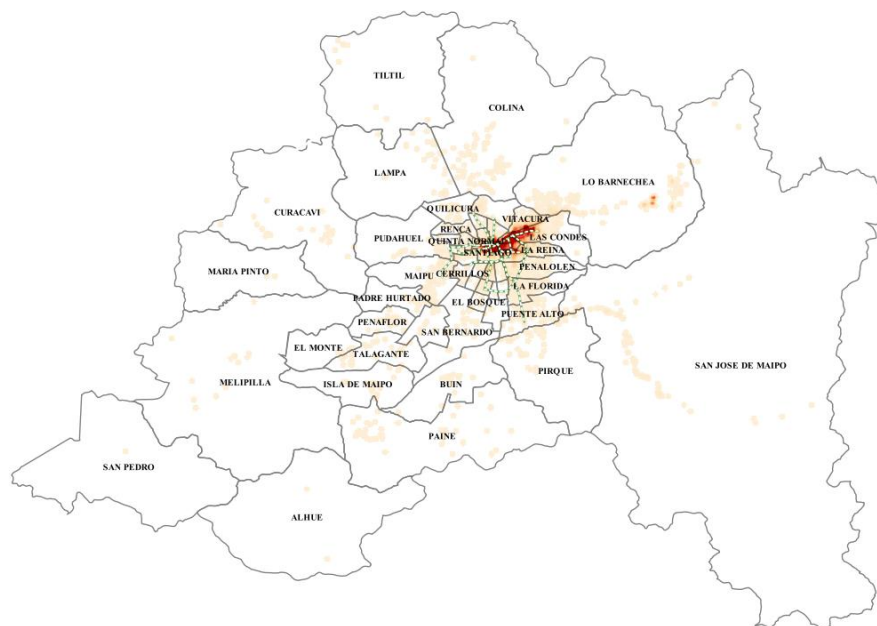 TILTIL
COLINA
LAMPA
LO BARNECHEA
CURACAVI
QUILICURA
VITACURA
RENCA
PUDAHUEL
QUINTA NORMAL
LAS CONDES
SANTIAGO
LA REINA
MARIA PINTO
MAIPU
CERRILLOS
PENALOLEN
LA FLORIDA
PADRE HURTADO
EL BOSQUE
PENAFLOR
PUENTE ALTO
SAN BERNARDO
EL MONTE
TALAGANTE
SAN JOSE DE MAIPO
PIRQUE
MELIPILLA
ISLA DE MAIPO
BUIN
PAINE
SAN PEDRO
ALHUE